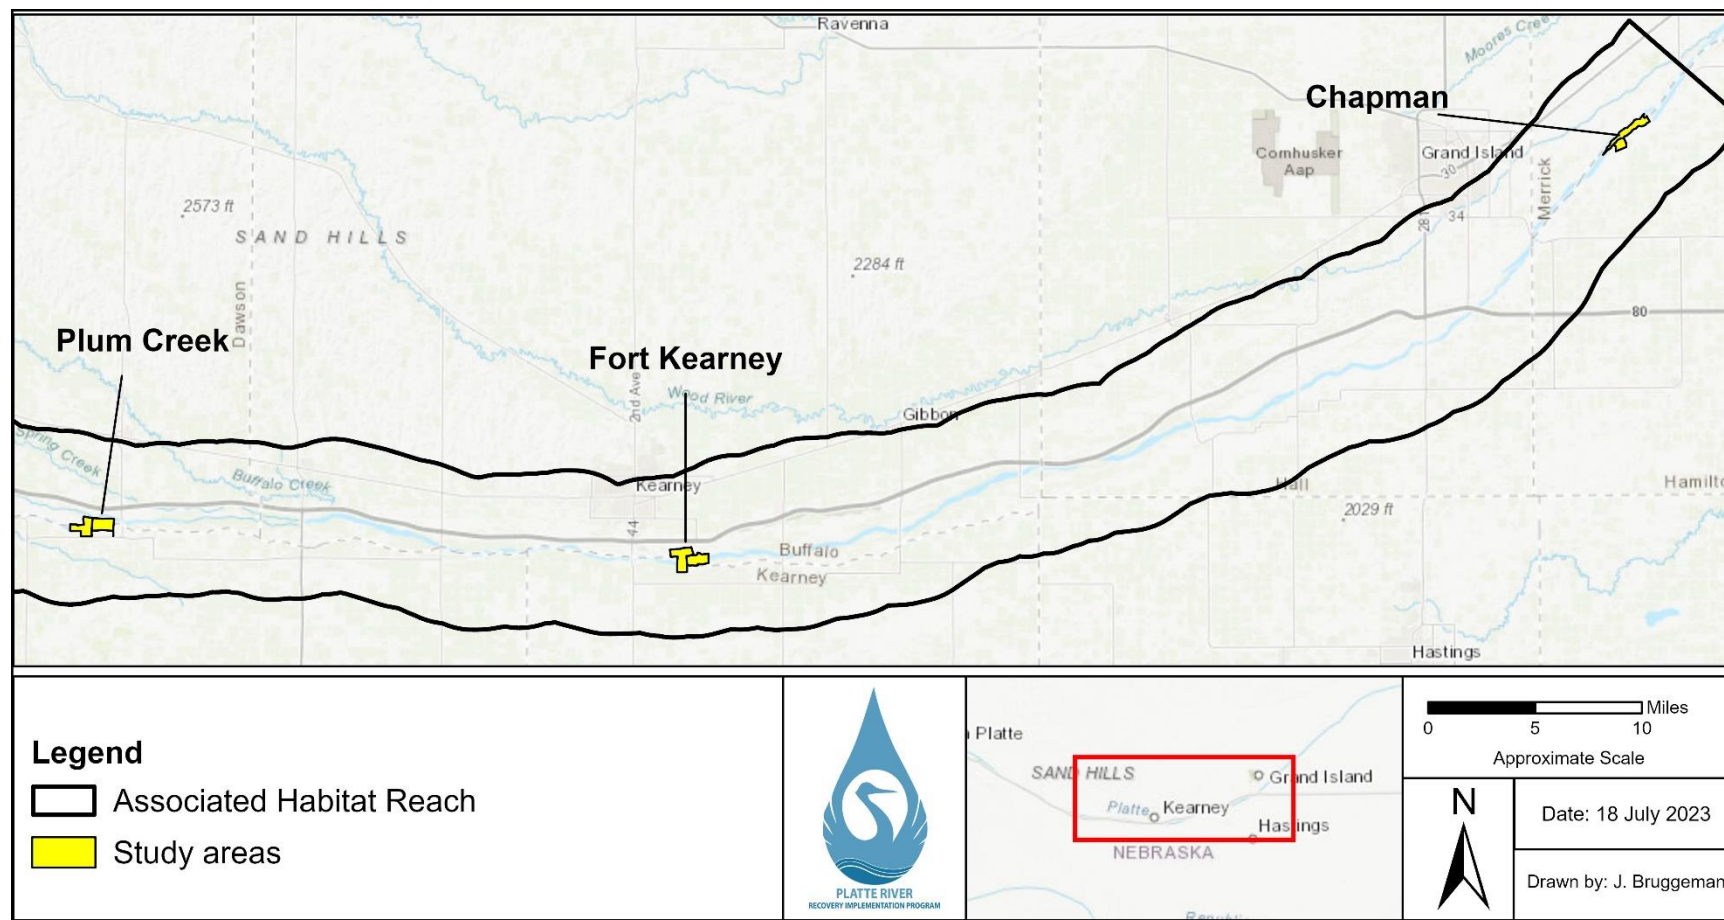 Ravenna
Moores Creek
Chapman
Cornhusker
Aap
Grand Island
30
Merrick
2573 ft
SAND HILLS
281
34
2284 ft
Dawson
80
Plum Creek
Fort Kearney
2nd Ave
Wood River
Gibbon
Spring Creek
Buffalo Creek
Kearney
Hall
Hamilto
2029 ft
44
Buffalo
Kearney
Hastings
Legend
Associated Habitat Reach
Study areas
PLATTE RIVER
RECOVERY IMPLEMENTATION PROGRAM
Platte
SAND HILLS
Grand Island
Platte
Kearney
Hastings
NEBRASKA
Miles
0 5 10
Approximate Scale
N
Date: 18 July 2023
Drawn by: J. Bruggeman